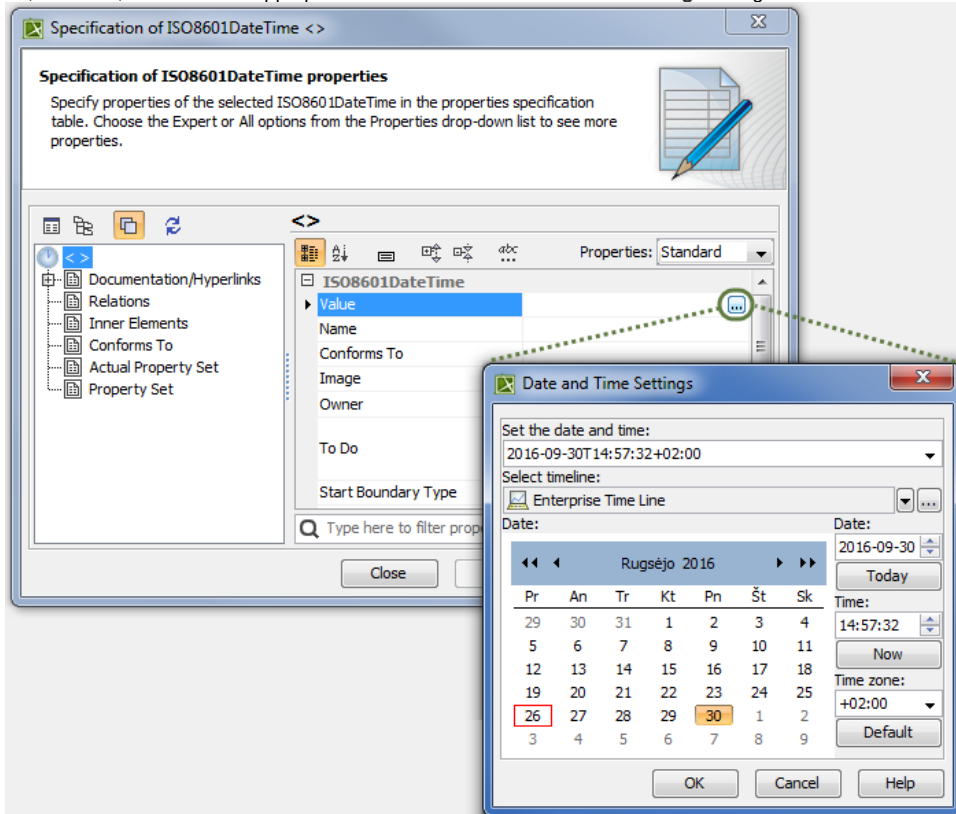 Specification of ISO8601DateTime <>
Specification of ISO8601DateTime properties
Specify properties of the selected ISO8601DateTime in the properties specification
table. Choose the Expert or All options from the Properties drop-down list to see more
properties.
<>
Properties: Standard
< >
Documentation/Hyperlinks
Relations
Inner Elements
Conforms To
Actual Property Set
Property Set
ISO8601DateTime
Value
Name
Conforms To
Image
Owner
To Do
Start Boundary Type
Type here to filter prop
Close
Date and Time Settings
Set the date and time:
2016-09-30T14:57:32+02:00
Select timeline:
Enterprise Time Line
Date:
Rugsėjo 2016
Pr An Tr Kt Pn Št Sk
29 30 31 1 2 3 4
5 6 7 8 9 10 11
12 13 14 15 16 17 18
19 20 21 22 23 24 25
26 27 28 29 30 1 2
3 4 5 6 7 8 9
Date:
2016-09-30
Today
Time:
14:57:32
Now
Time zone:
+02:00
Default
OK Cancel Help